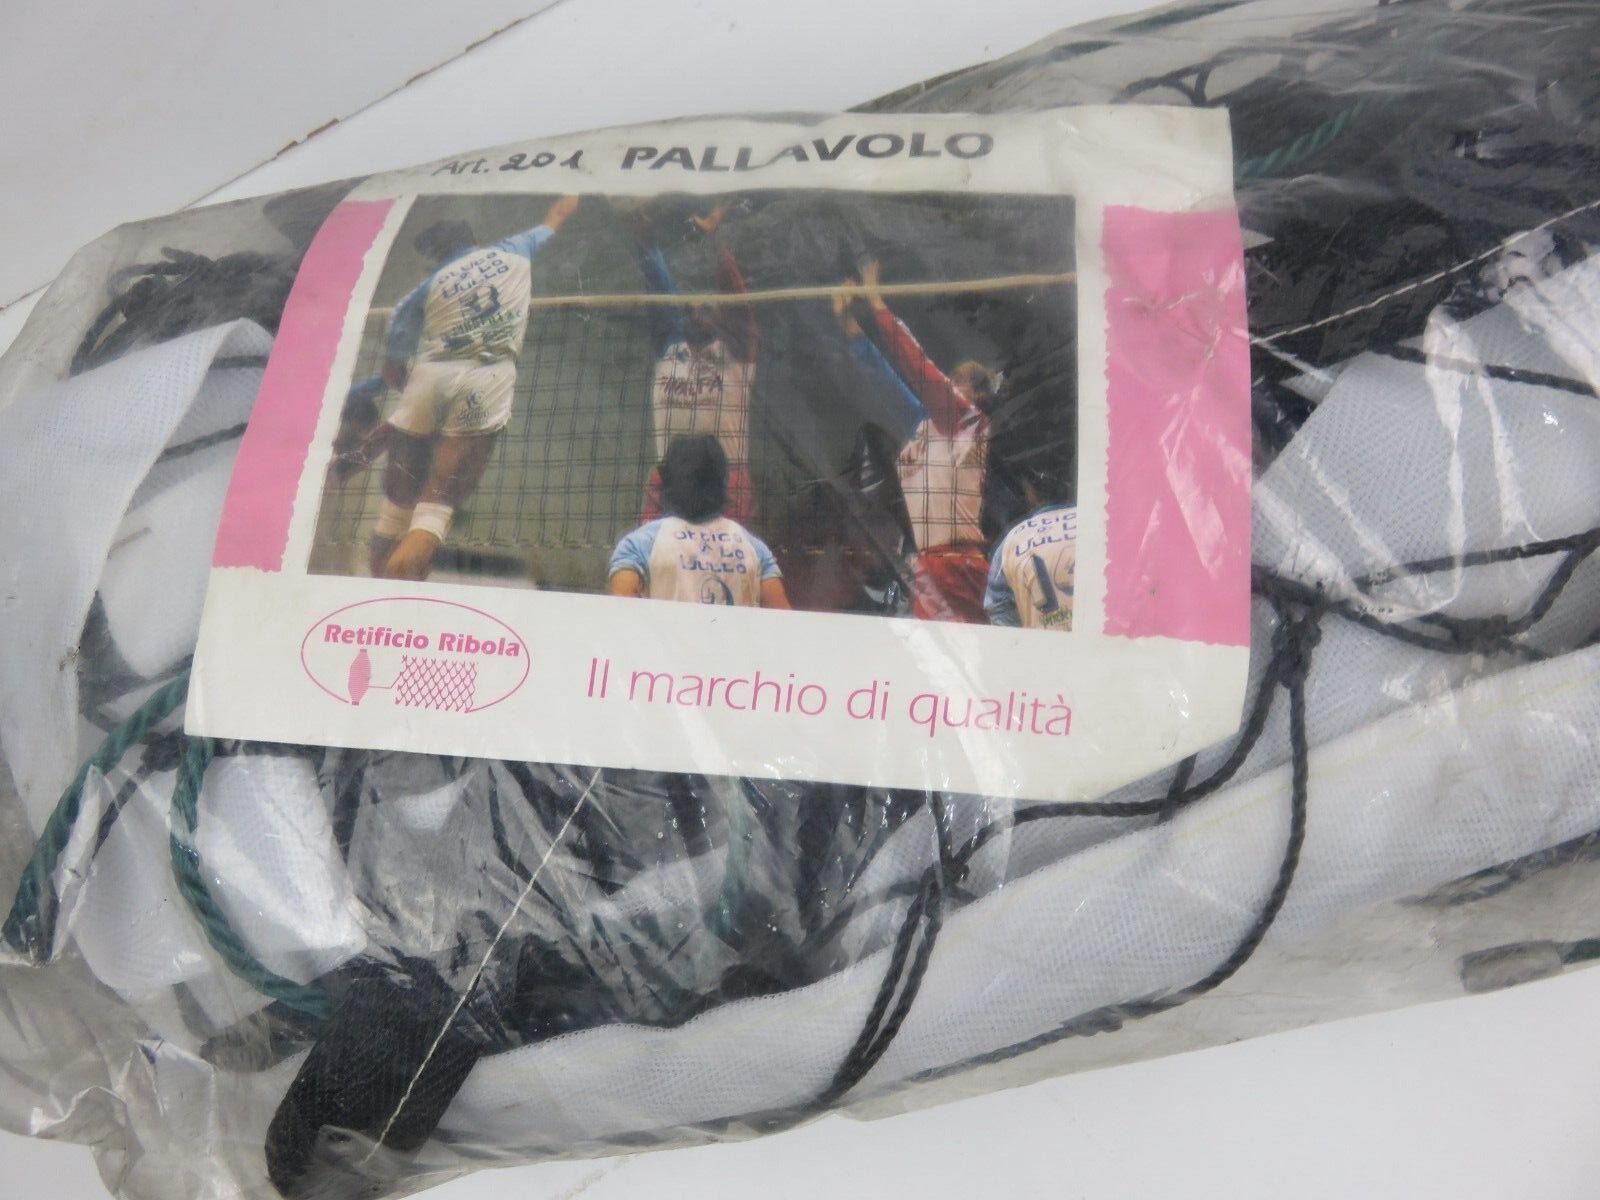 Art. 201 PALLAVOLO
Retificio Ribola
Il marchio di qualità